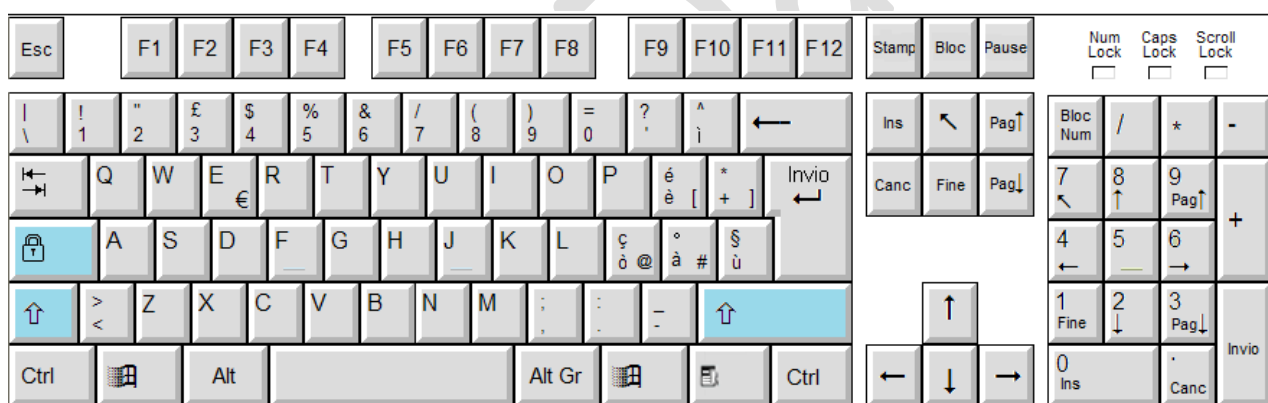 Esc F1 F2 F3 F4 F5 F6 F7 F8 F9 F10 F11 F12 Stamp Bloc Pause Num Lock Caps Lock Scroll Lock
| ! " £ $ % & / ( ) = ? ^
\ 1 2 3 4 5 6 7 8 9 0 ' ì ← Ins ↖ Pag↑ Bloc Num / * -
Q W E € R T Y U I O P é è [ * + ] Invio ↵ Canc Fine Pag↓ 7 ↖ 8 ↑ 9 Pag↑ +
A S D F G H J K L ç ò @ ° à # § ù 4 ← 5 6 →
⇧ > < Z X C V B N M ; , : . _ - ⇧ ↑ 1 Fine 2 ↓ 3 Pag↓ Invio
Ctrl Alt Alt Gr Ctrl ← ↓ → 0 Ins . Canc